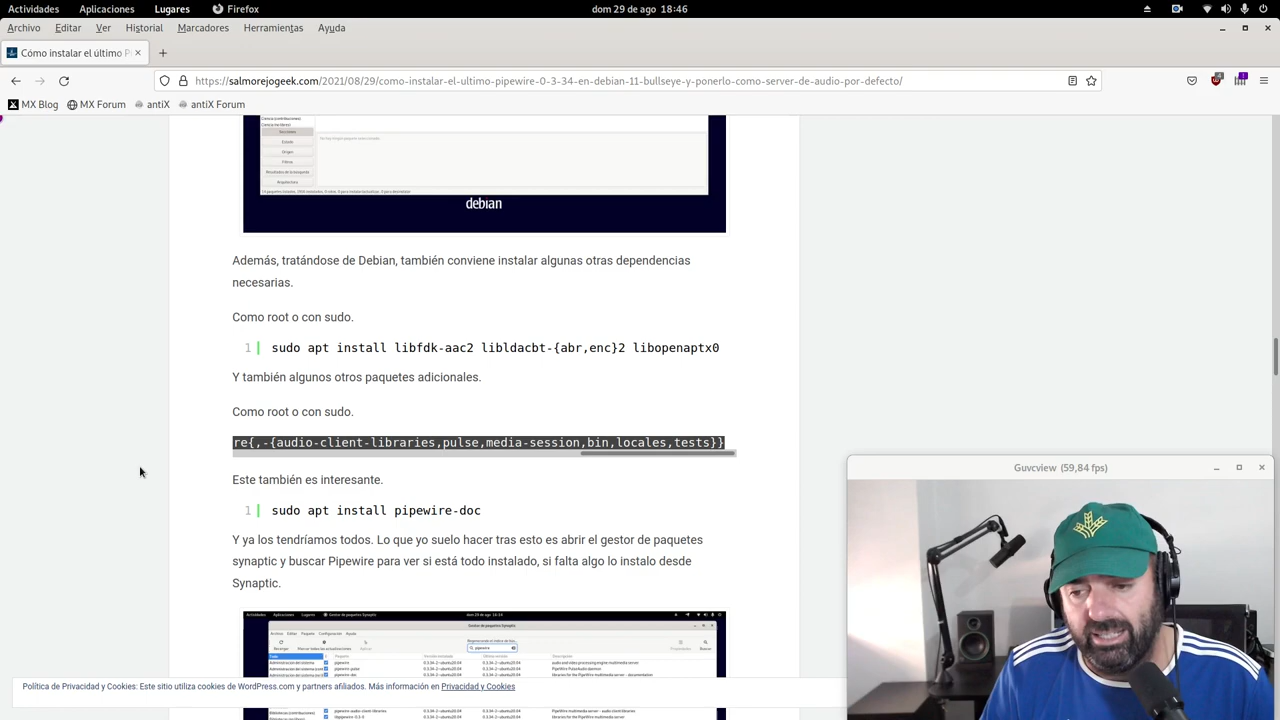 Actividades Aplicaciones Lugares Firefox dom 29 de ago 18:46
Archivo Editar Ver Historial Marcadores Herramientas Ayuda
Cómo instalar el último P
https://salmorejogeek.com/2021/08/29/como-instalar-el-ultimo-pipewire-0-3-34-en-debian-11-bullseye-y-ponerlo-como-server-de-audio-por-defecto/
MX Blog MX Forum antiX antiX Forum
debian
Además, tratándose de Debian, también conviene instalar algunas otras dependencias
necesarias.
Como root o con sudo.
1 sudo apt install libfdk-aac2 libldacbt-{abr,enc}2 libopenaptx0
Y también algunos otros paquetes adicionales.
Como root o con sudo.
re{,-{audio-client-libraries,pulse,media-session,bin,locales,tests}}
Este también es interesante.
1 sudo apt install pipewire-doc
Y ya los tendríamos todos. Lo que yo suelo hacer tras esto es abrir el gestor de paquetes
synaptic y buscar Pipewire para ver si está todo instalado, si falta algo lo instalo desde
Synaptic.
Guvcview (59,84 fps)
Política de Privacidad y Cookies: Este sitio utiliza cookies de WordPress.com y partners afiliados. Más información en Privacidad y Cookies